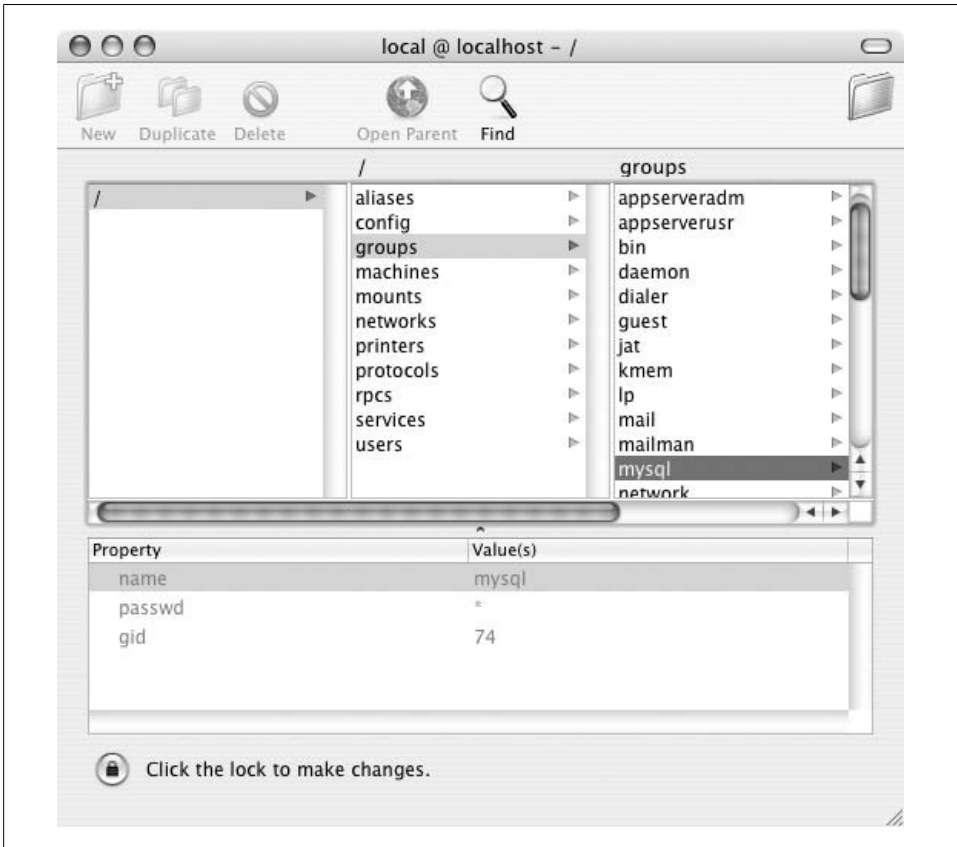 local @ localhost – /
New Duplicate Delete Open Parent Find
/ groups
/
aliases
config
groups
machines
mounts
networks
printers
protocols
rpcs
services
users
appserveradm
appserverusr
bin
daemon
dialer
guest
jat
kmem
lp
mail
mailman
mysql
network
Property Value(s)
name mysql
passwd *
gid 74
Click the lock to make changes.